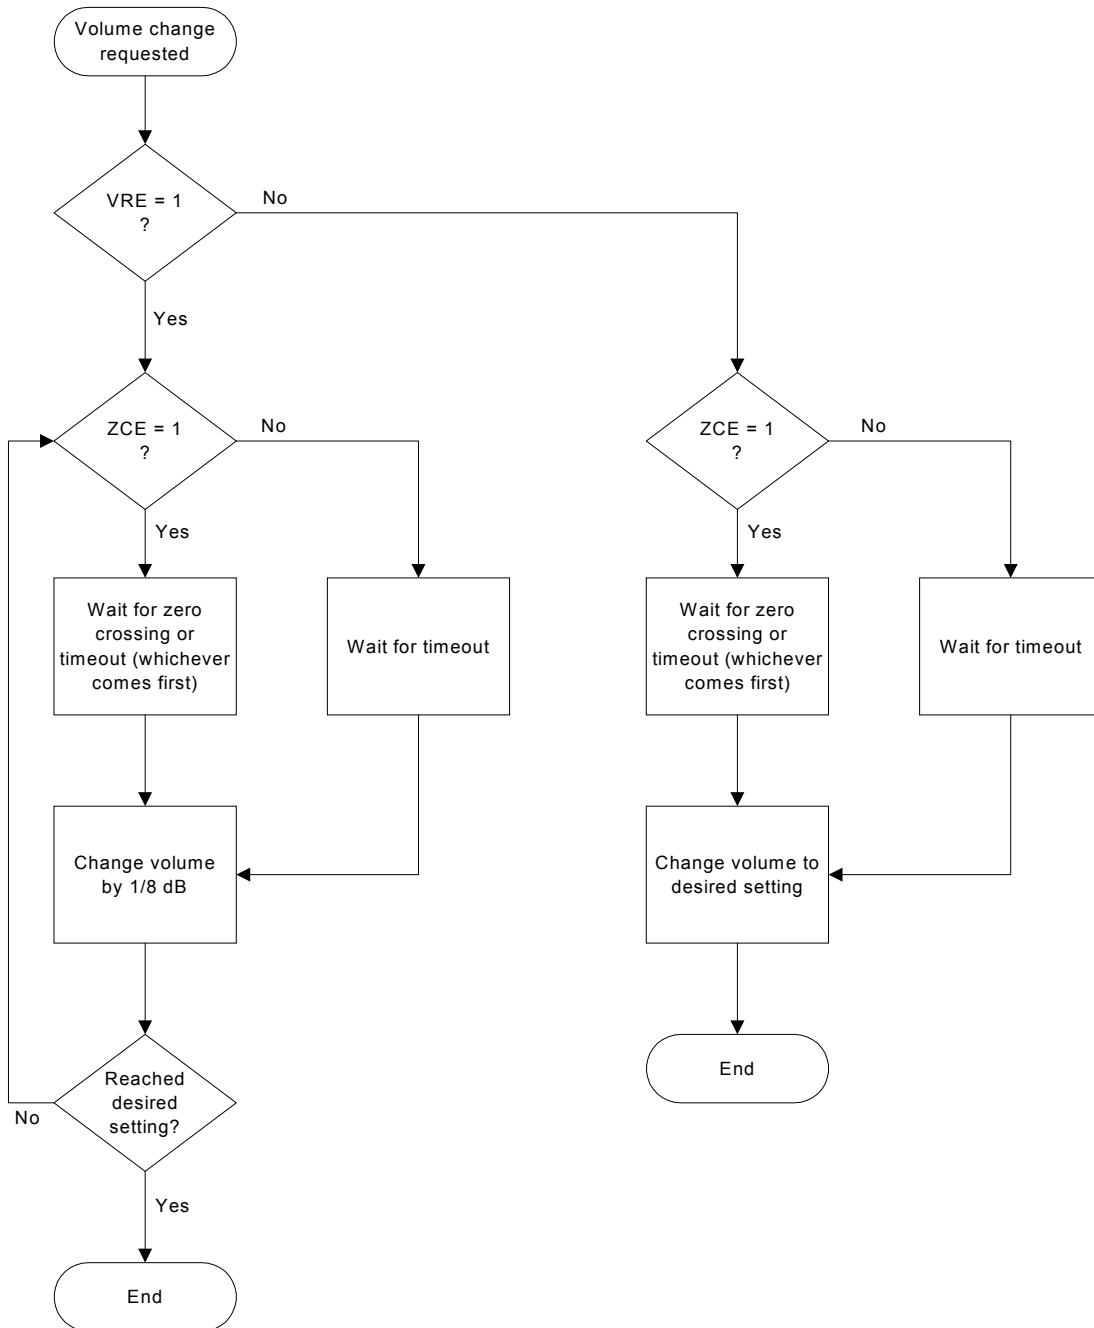 Volume change
requested
VRE = 1
?
No
Yes
ZCE = 1
?
No
Yes
ZCE = 1
?
No
Yes
Wait for zero
crossing or
timeout (whichever
comes first)
Wait for timeout
Wait for zero
crossing or
timeout (whichever
comes first)
Wait for timeout
Change volume
by 1/8 dB
Change volume to
desired setting
Reached
desired
setting?
No
Yes
End
End